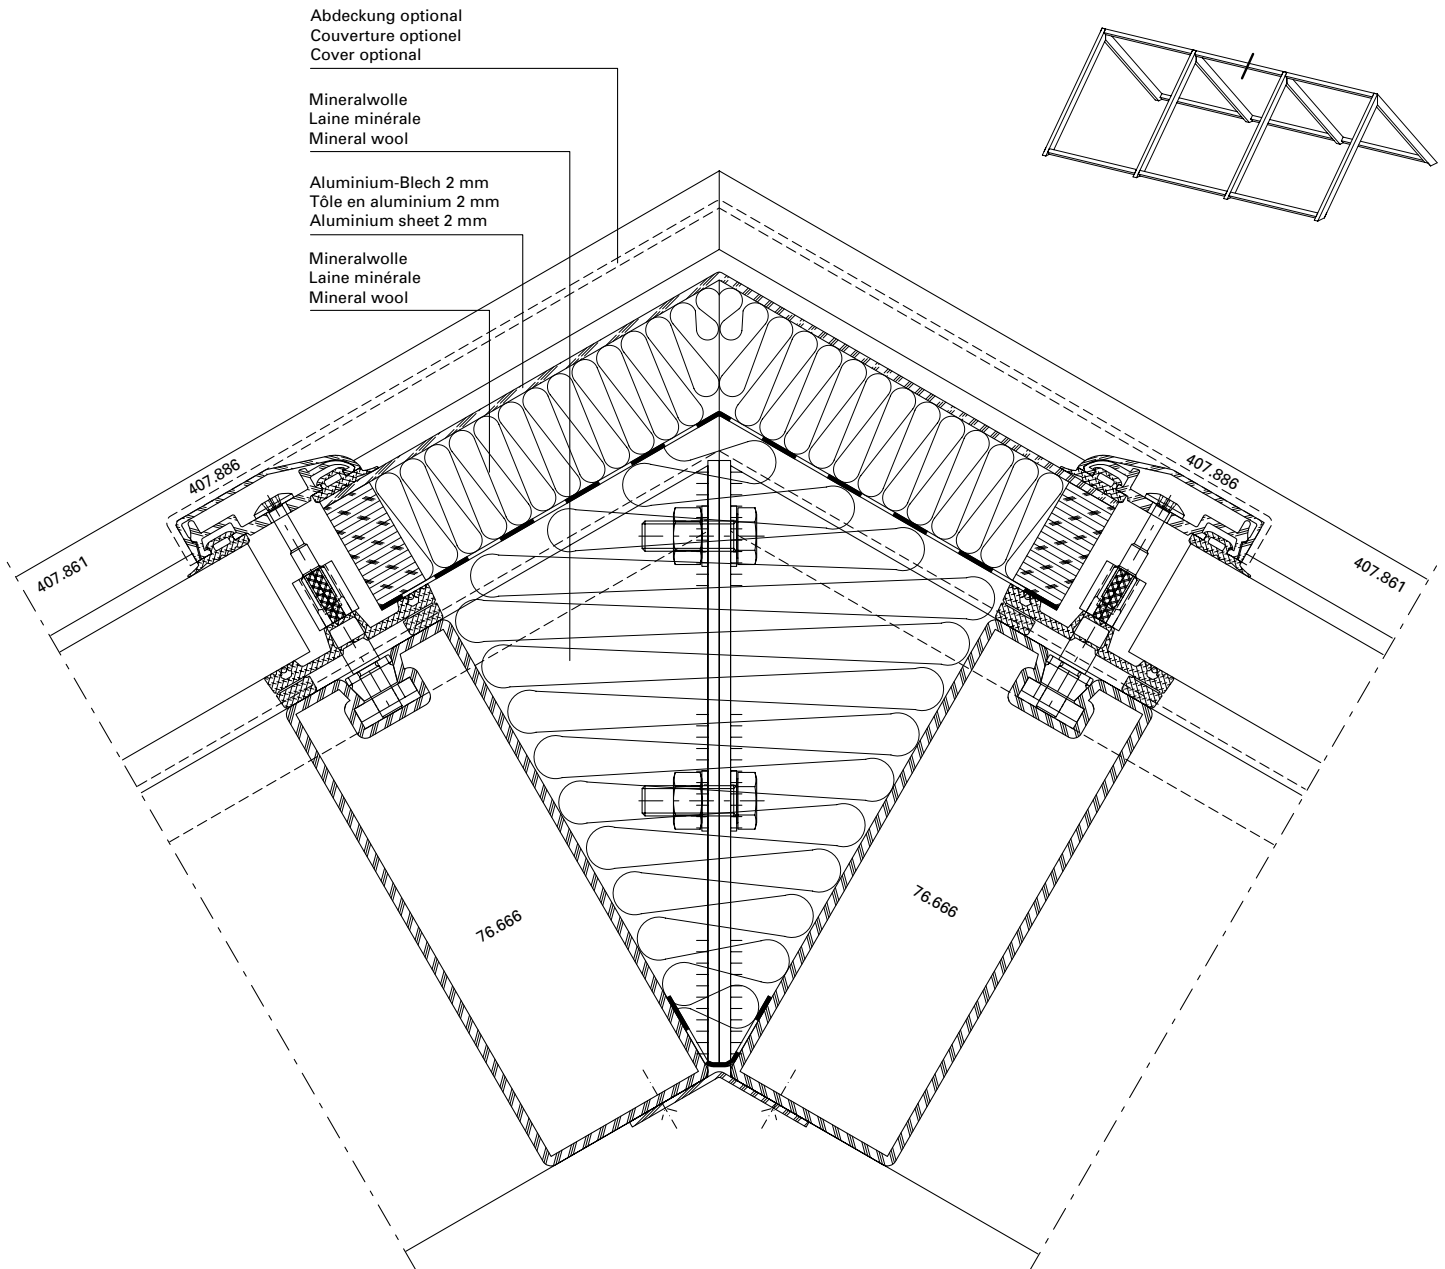 Abdeckung optional
Couverture optionel
Cover optional
Mineralwolle
Laine minérale
Mineral wool
Aluminium-Blech 2 mm
Tôle en aluminium 2 mm
Aluminium sheet 2 mm
Mineralwolle
Laine minérale
Mineral wool
407.886
407.886
407.861
407.861
76.666
76.666